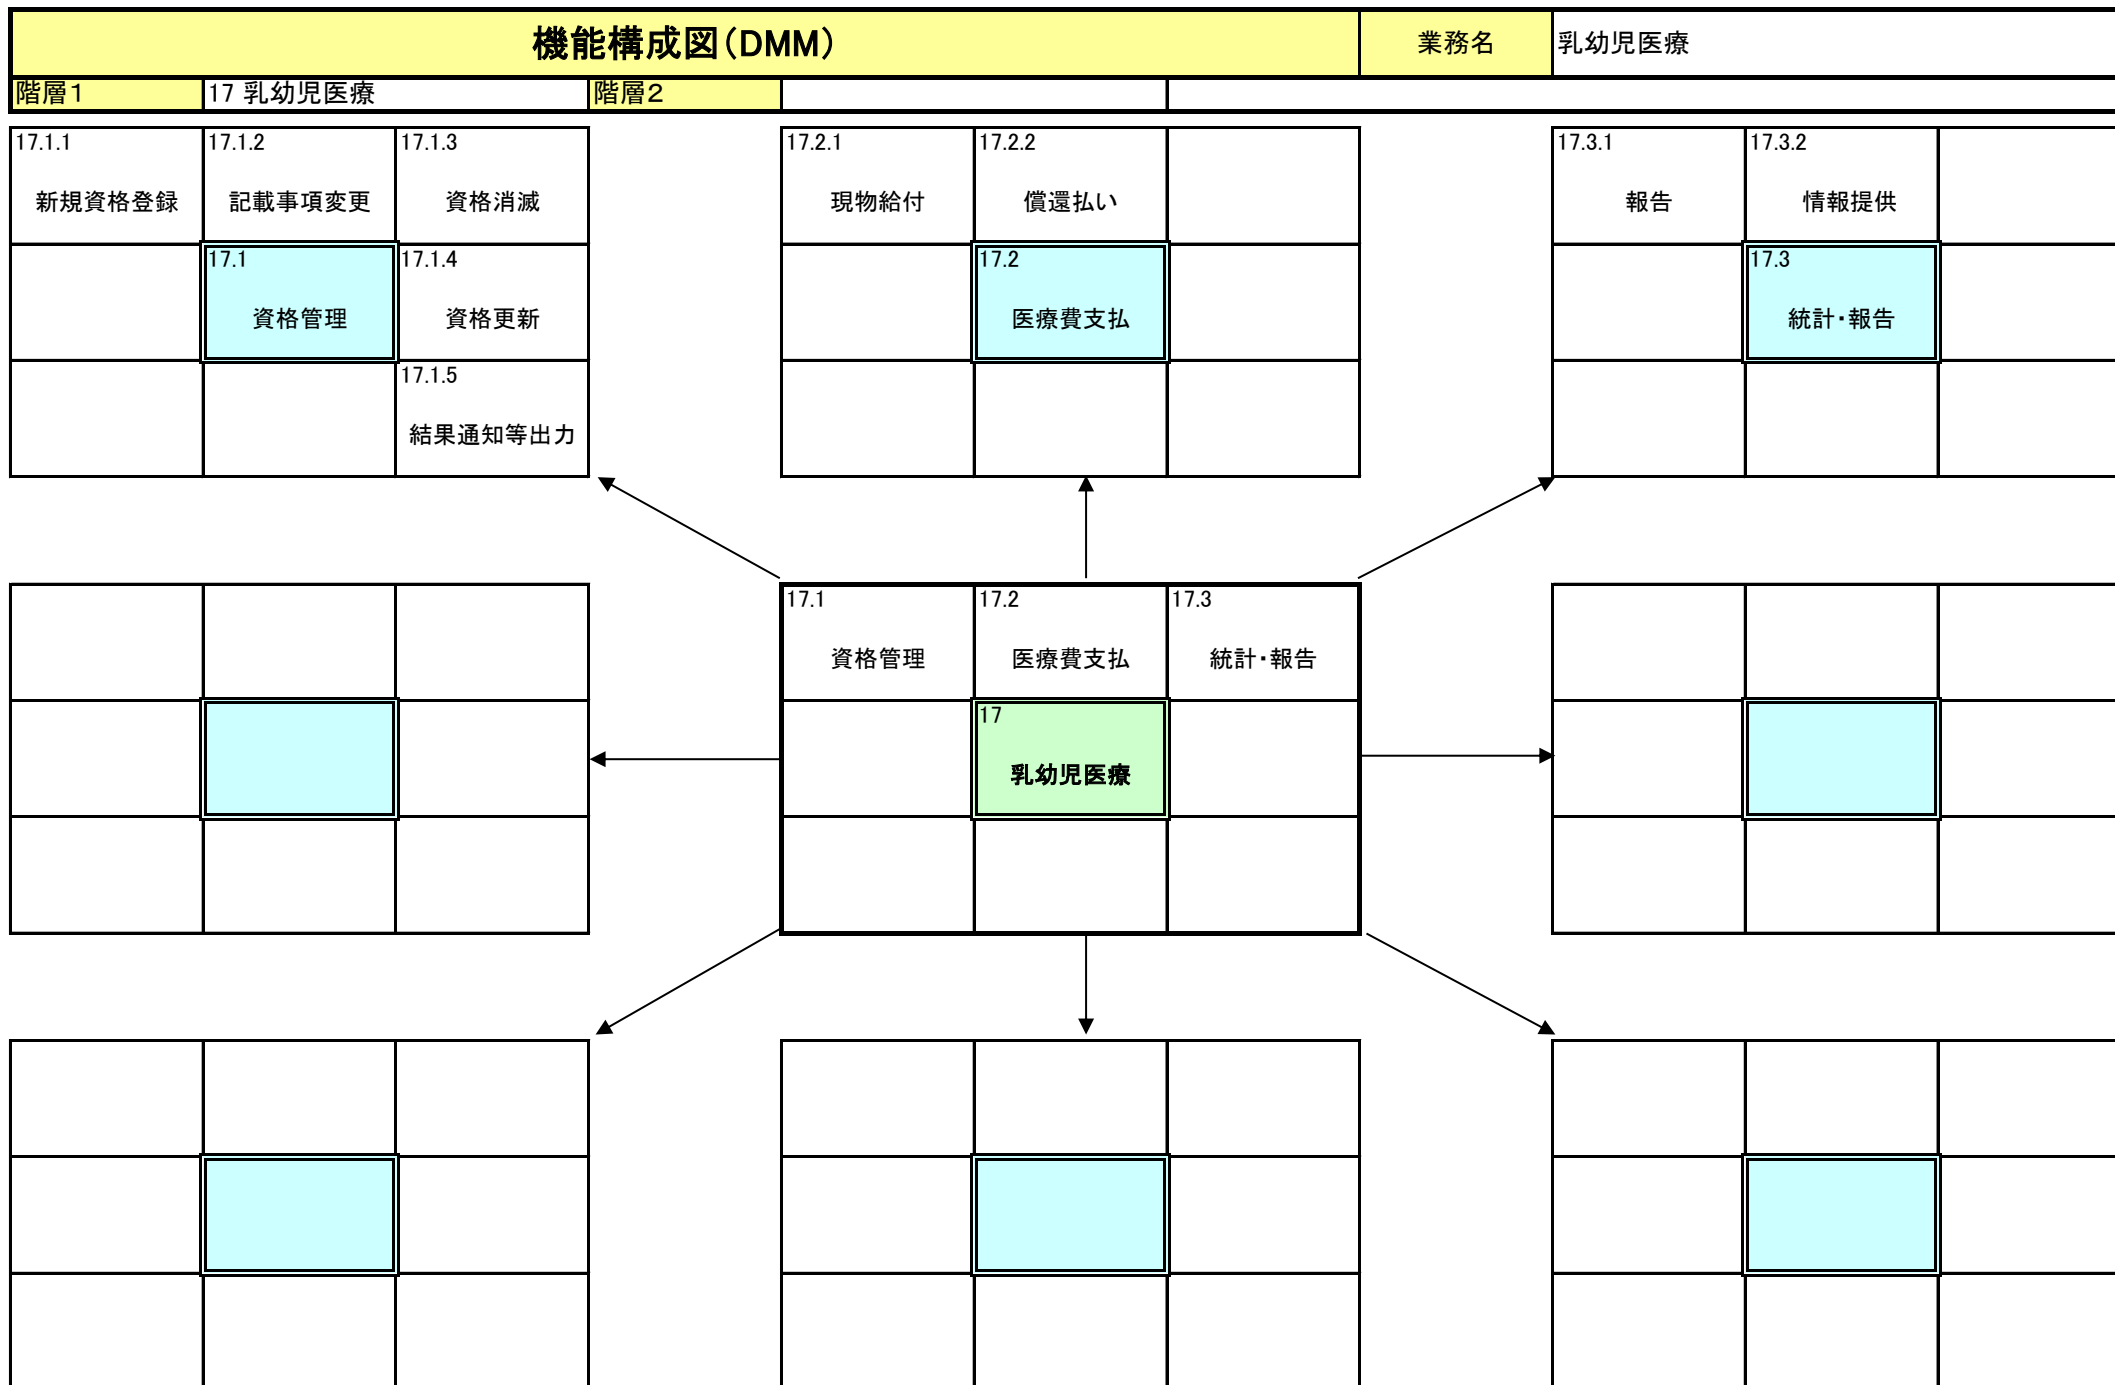 機能構成図(DMM)
業務名
乳幼児医療
階層1
17 乳幼児医療
階層2
17.1.1
17.1.2
17.1.3
新規資格登録
記載事項変更
資格消滅
17.1
17.1.4
資格管理
資格更新
17.1.5
結果通知等出力
17.2.1
17.2.2
現物給付
償還払い
17.2
医療費支払
17.3.1
17.3.2
報告
情報提供
17.3
統計・報告
17.1
17.2
17.3
資格管理
医療費支払
統計・報告
17
乳幼児医療